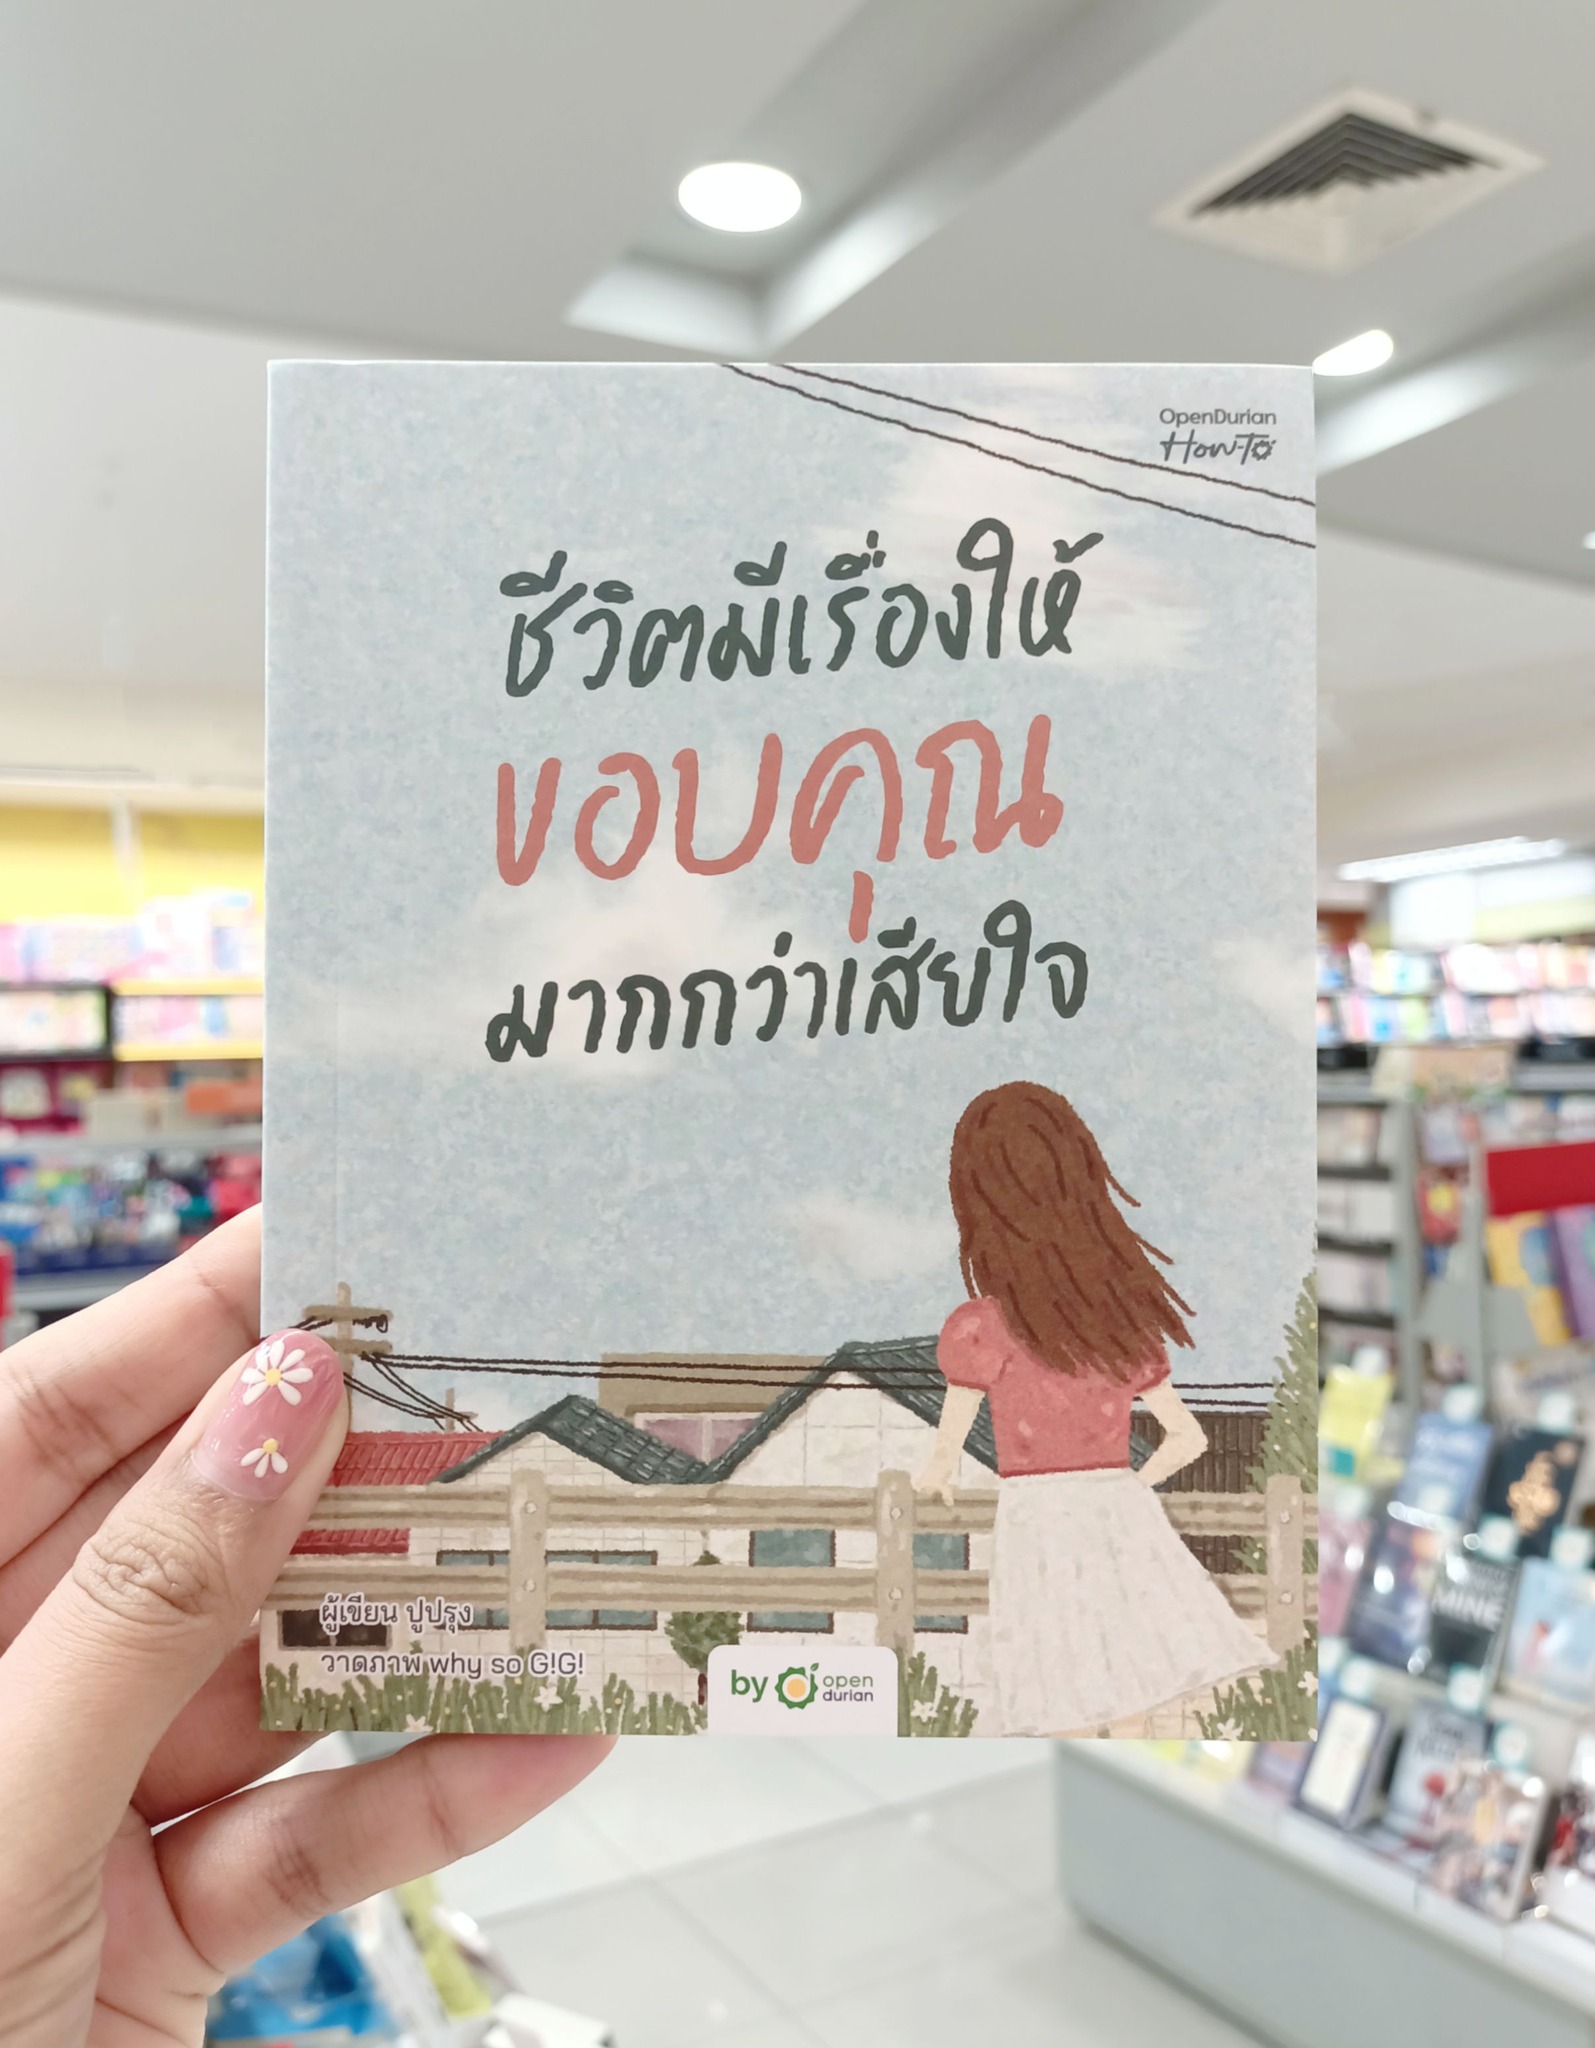 OpenDurian
How-To
ชีวิตมีเรื่องให้
ขอบคุณ
มากกว่าเสียใจ
ผู้เขียน ปูปรุง
วาดภาพ why so G!G!
by open
durian
MINE